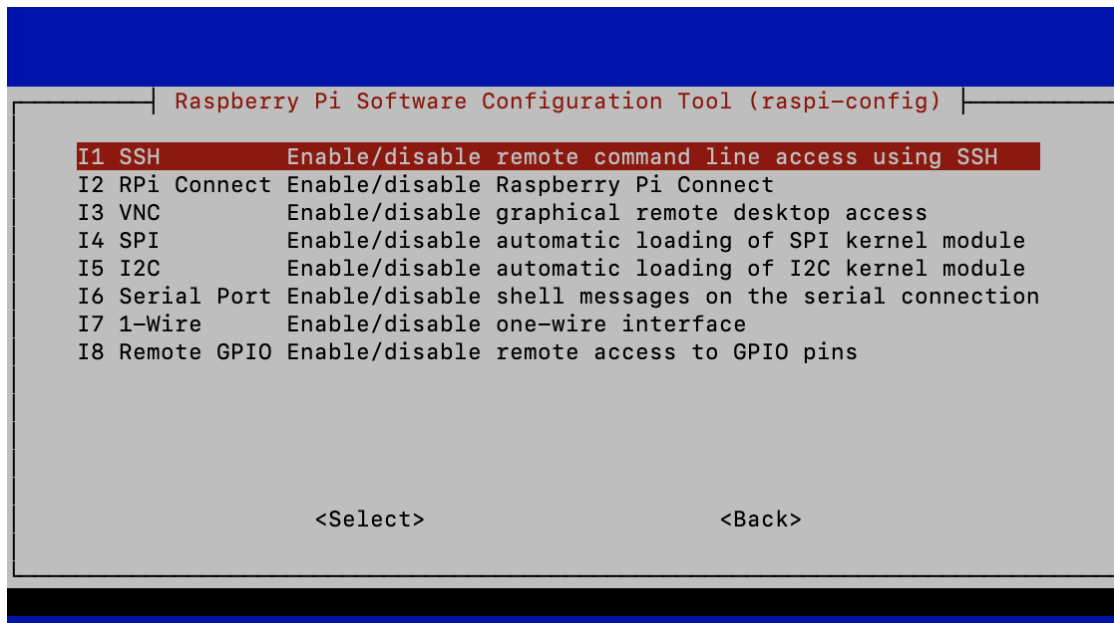 Raspberry Pi Software Configuration Tool (raspi-config)
I1 SSH Enable/disable remote command line access using SSH
I2 RPi Connect Enable/disable Raspberry Pi Connect
I3 VNC Enable/disable graphical remote desktop access
I4 SPI Enable/disable automatic loading of SPI kernel module
I5 I2C Enable/disable automatic loading of I2C kernel module
I6 Serial Port Enable/disable shell messages on the serial connection
I7 1-Wire Enable/disable one-wire interface
I8 Remote GPIO Enable/disable remote access to GPIO pins
<Select> <Back>